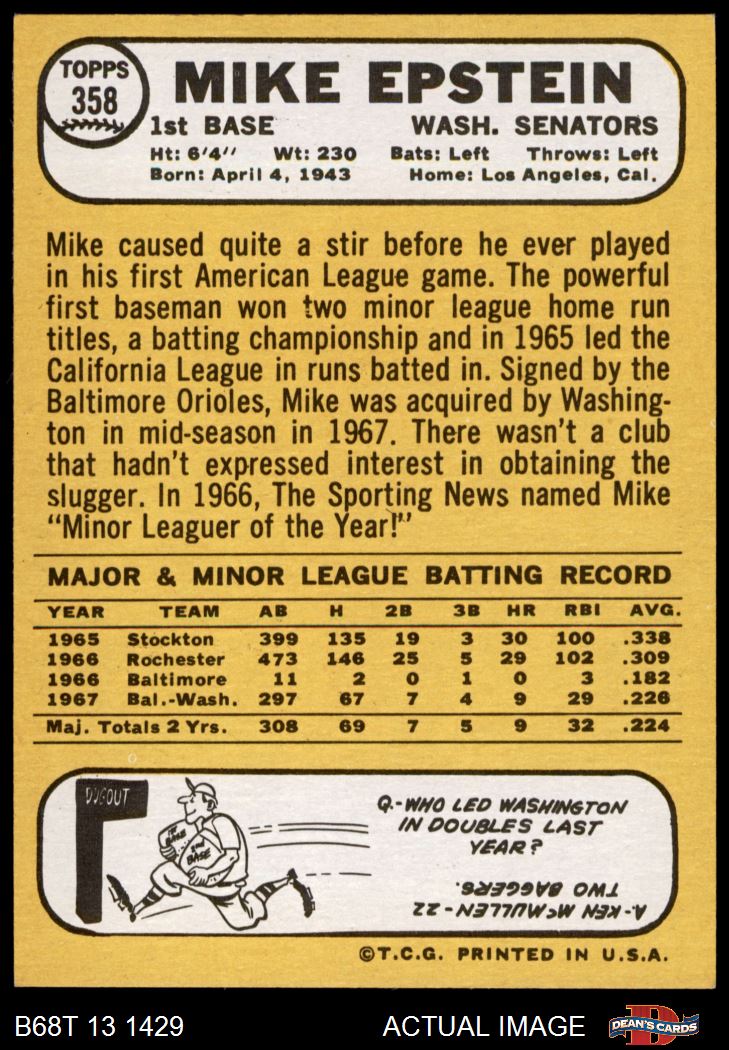 TOPPS
358
MIKE EPSTEIN
1st BASE WASH. SENATORS
Ht: 6'4'' Wt: 230 Bats: Left Throws: Left
Born: April 4, 1943 Home: Los Angeles, Cal.
Mike caused quite a stir before he ever played
in his first American League game. The powerful
first baseman won two minor league home run
titles, a batting championship and in 1965 led the
California League in runs batted in. Signed by the
Baltimore Orioles, Mike was acquired by Washing-
ton in mid-season in 1967. There wasn't a club
that hadn't expressed interest in obtaining the
slugger. In 1966, The Sporting News named Mike
"Minor Leaguer of the Year!"
MAJOR & MINOR LEAGUE BATTING RECORD
YEAR TEAM AB H 2B 3B HR RBI AVG.
1965 Stockton 399 135 19 3 30 100 .338
1966 Rochester 473 146 25 5 29 102 .309
1966 Baltimore 11 2 0 1 0 3 .182
1967 Bal.-Wash. 297 67 7 4 9 29 .226
Maj. Totals 2 Yrs. 308 69 7 5 9 32 .224
DUGOUT
1st
BASE
2nd
BASE
Q.-WHO LED WASHINGTON
IN DOUBLES LAST
YEAR?
A. KEN McMULLEN - 22
TWO BAGGERS.
©T.C.G. PRINTED IN U.S.A.
B68T 13 1429 ACTUAL IMAGE
D
DEAN'S CARDS